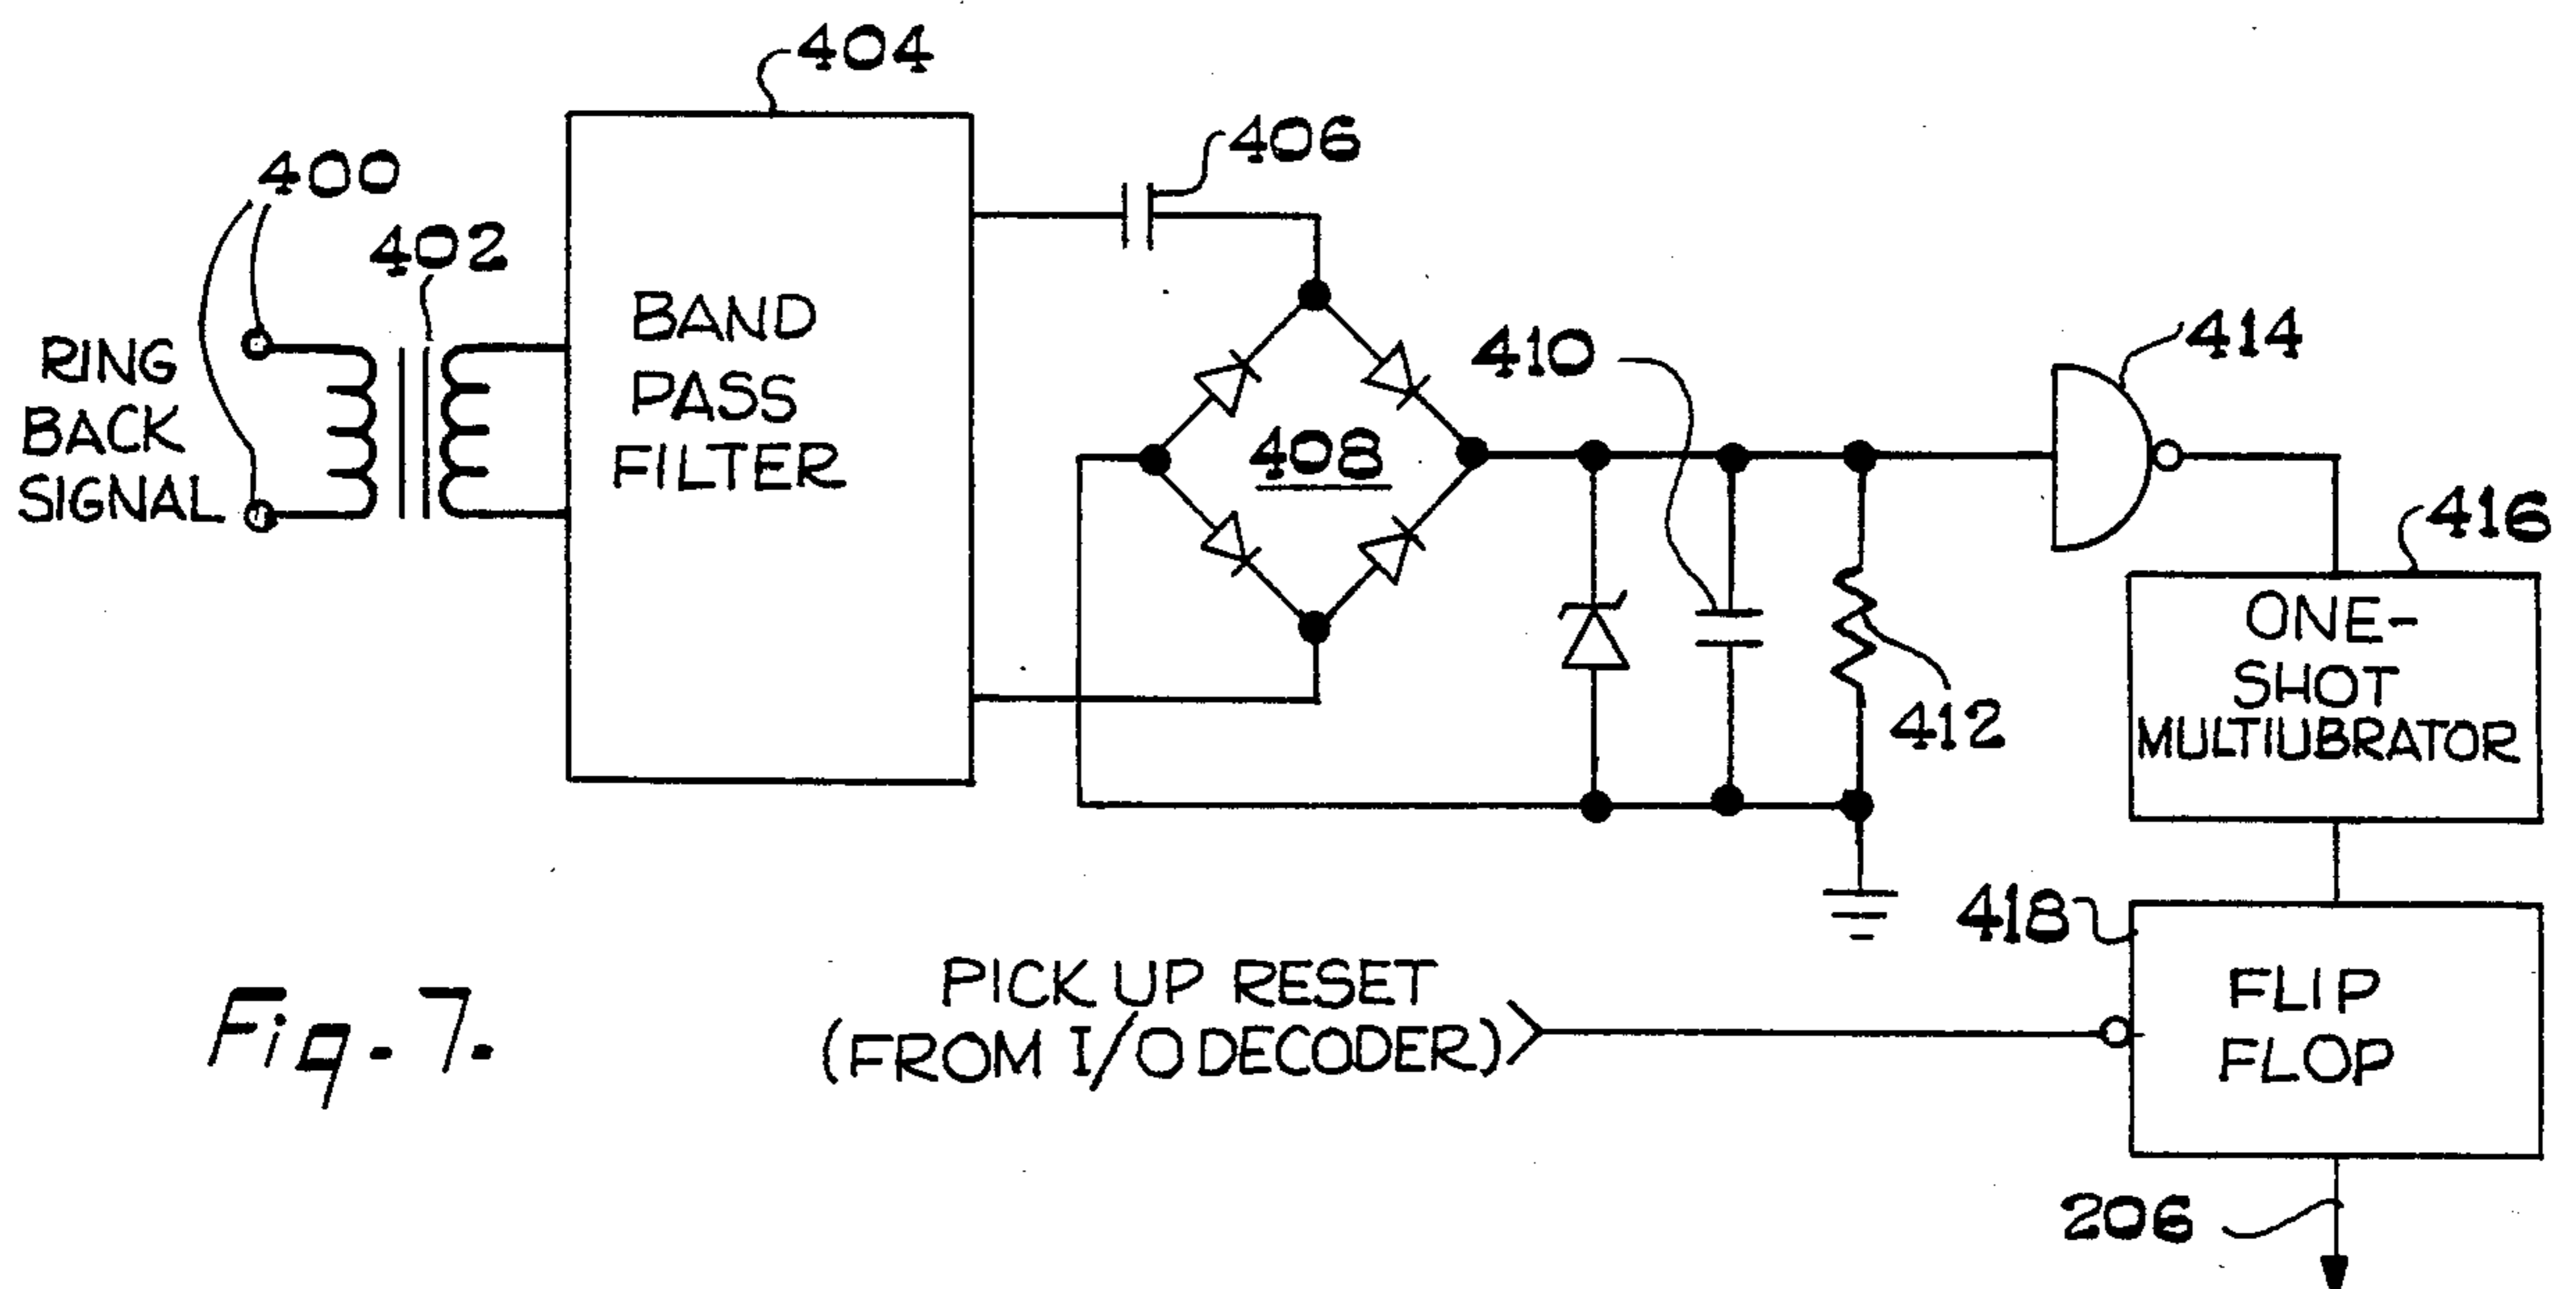 404
406
400
402
RING
BACK
SIGNAL
BAND
PASS
FILTER
408
410
412
414
416
ONE-
SHOT
MULTIUBRATOR
418
FLIP
FLOP
PICK UP RESET
(FROM I/O DECODER)
206
Fig-7.